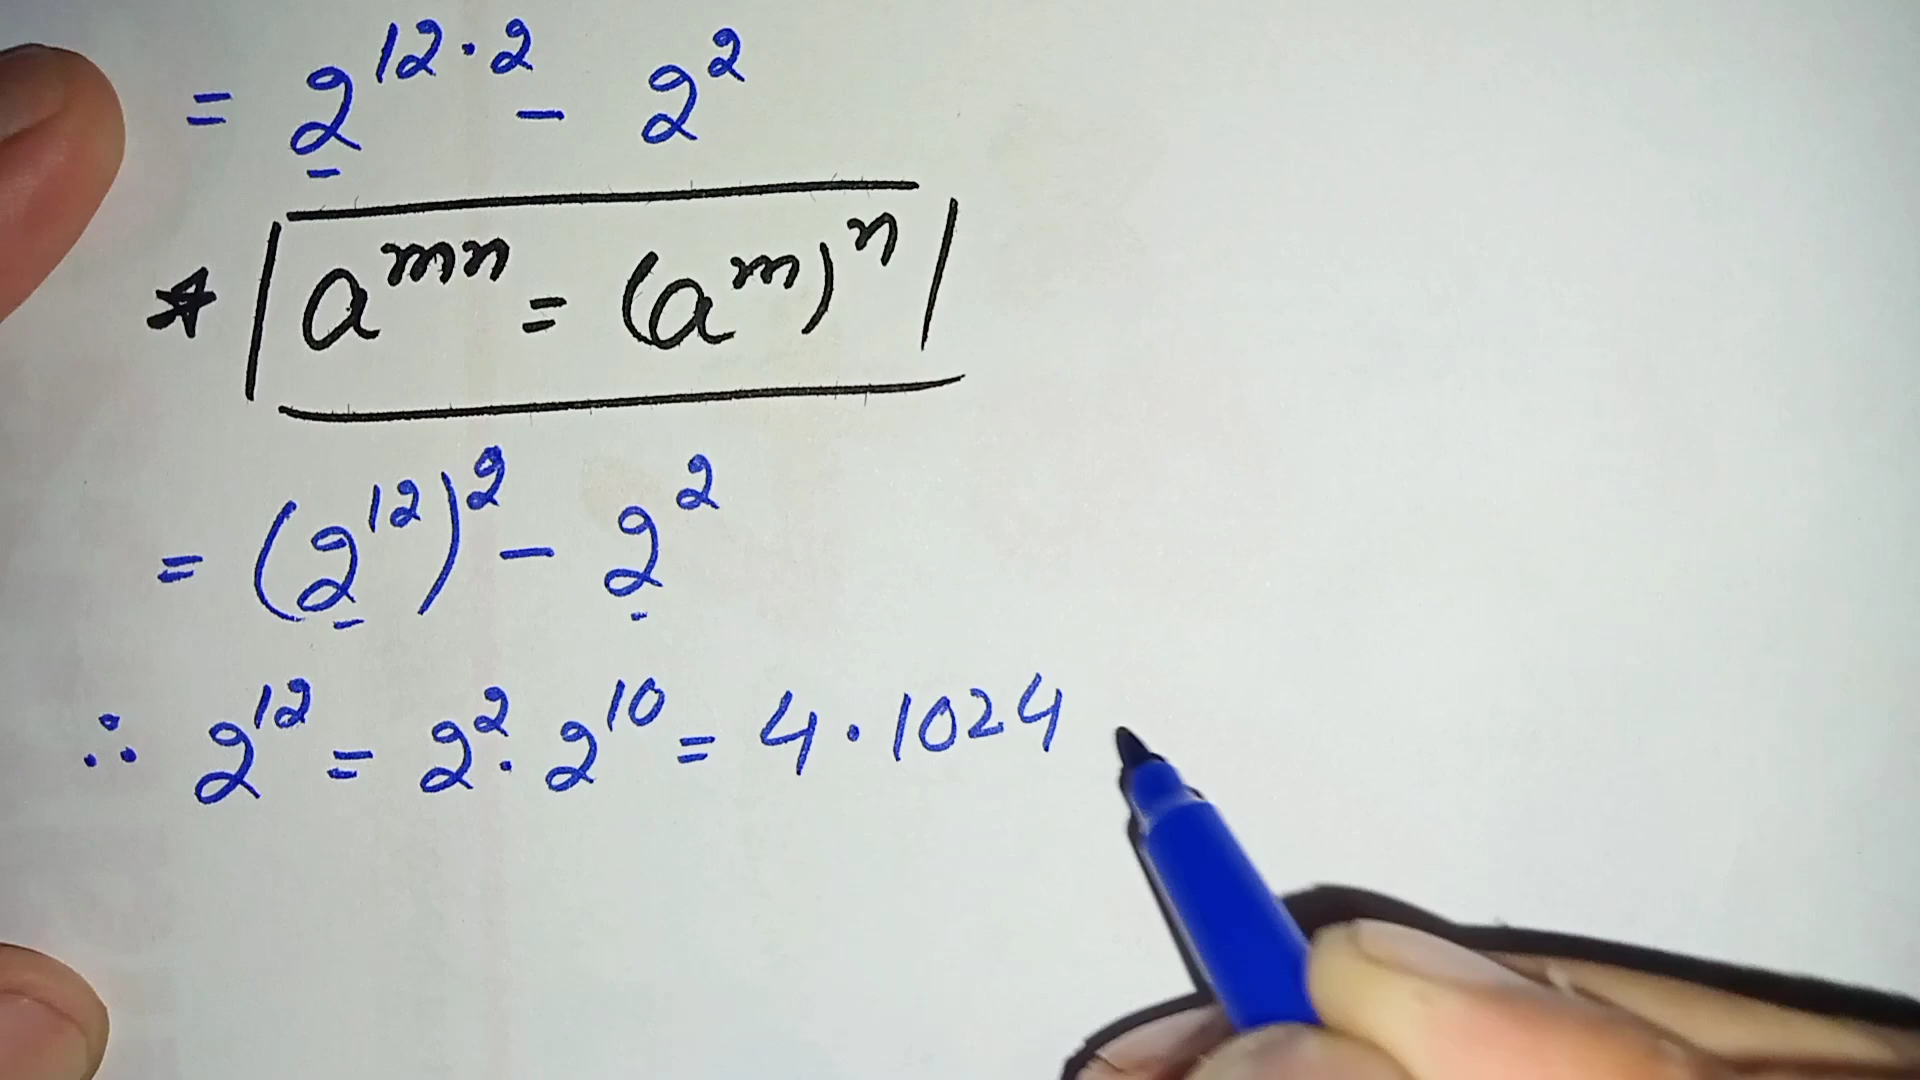 = 2^{12·2} - 2^2
* | a^{mn} = (a^m)^n |
= (2^{12})^2 - 2^2
∴ 2^{12} = 2^2 · 2^{10} = 4 · 1024